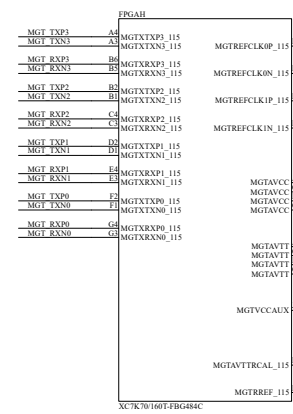 FPGAH
MGT_TXP3 A4 MGTXTXP3_115 MGTREFCLK0P_115
MGT_TXN3 A3 MGTXTXN3_115
MGT_RXP3 B6 MGTXRXP3_115 MGTREFCLK0N_115
MGT_RXN3 B5 MGTXRXN3_115
MGT_TXP2 B2 MGTXTXP2_115 MGTREFCLK1P_115
MGT_TXN2 B1 MGTXTXN2_115
MGT_RXP2 C4 MGTXRXP2_115 MGTREFCLK1N_115
MGT_RXN2 C3 MGTXRXN2_115
MGT_TXP1 D2 MGTXTXP1_115
MGT_TXN1 D1 MGTXTXN1_115
MGT_RXP1 E4 MGTXRXP1_115
MGT_RXN1 E3 MGTXRXN1_115 MGTAVCC
MGTAVCC
MGT_TXP0 F2 MGTXTXP0_115 MGTAVCC
MGT_TXN0 F1 MGTXTXN0_115 MGTAVCC
MGT_RXP0 G4 MGTXRXP0_115
MGT_RXN0 G3 MGTXRXN0_115
MGTAVTT
MGTAVTT
MGTAVTT
MGTAVTT
MGTVCCAUX
MGTAVTTRCAL_115
MGTRREF_115
XC7K70/160T-FBG484C